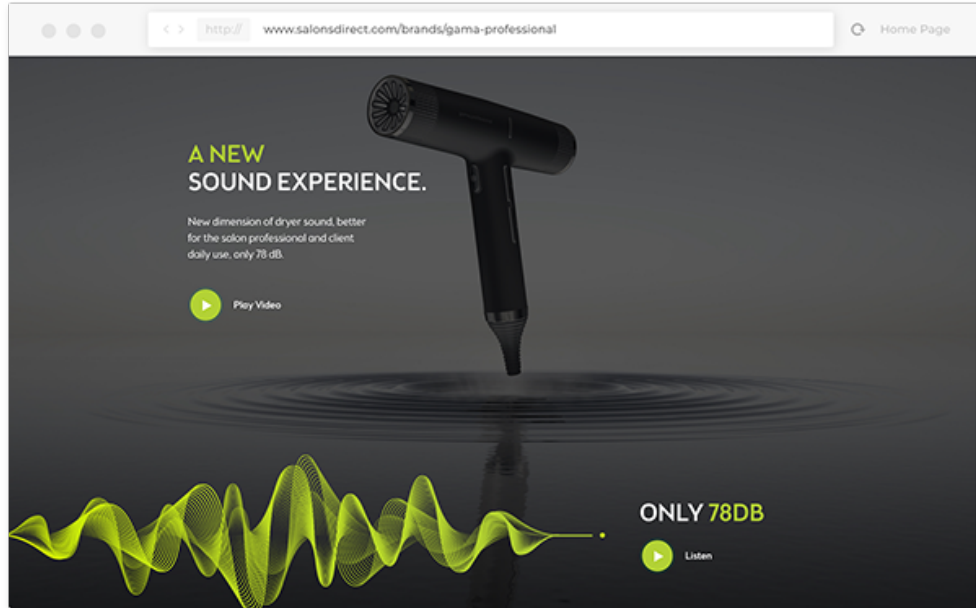 http://
www.salonsdirect.com/brands/gama-professional
Home Page
A NEW
SOUND EXPERIENCE.
New dimension of dryer sound, better
for the salon professional and client
daily use, only 78 dB.
Play Video
ONLY 78DB
Listen